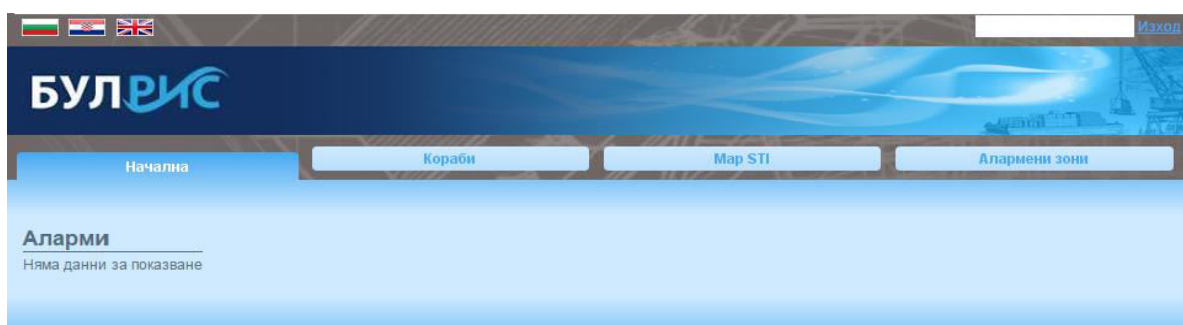 Изход
БУЛРИС
Начална
Кораби
Map STI
Алармени зони
Аларми
Няма данни за показване